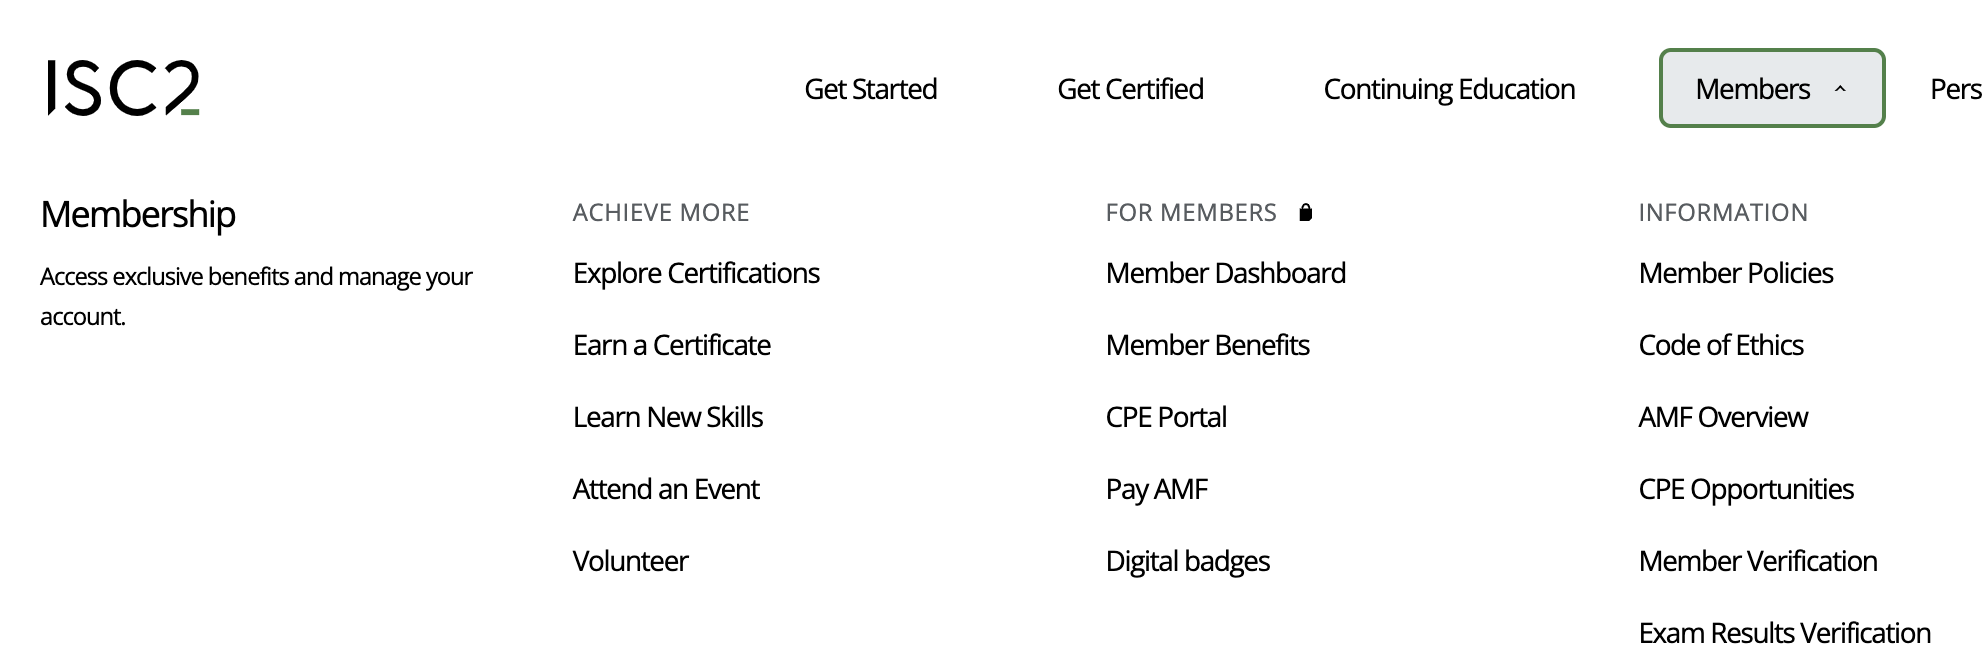 ISC2
Get Started
Get Certified
Continuing Education
Members
Pers
Membership
Access exclusive benefits and manage your
account.
ACHIEVE MORE
Explore Certifications
Earn a Certificate
Learn New Skills
Attend an Event
Volunteer
FOR MEMBERS
Member Dashboard
Member Benefits
CPE Portal
Pay AMF
Digital badges
INFORMATION
Member Policies
Code of Ethics
AMF Overview
CPE Opportunities
Member Verification
Exam Results Verification